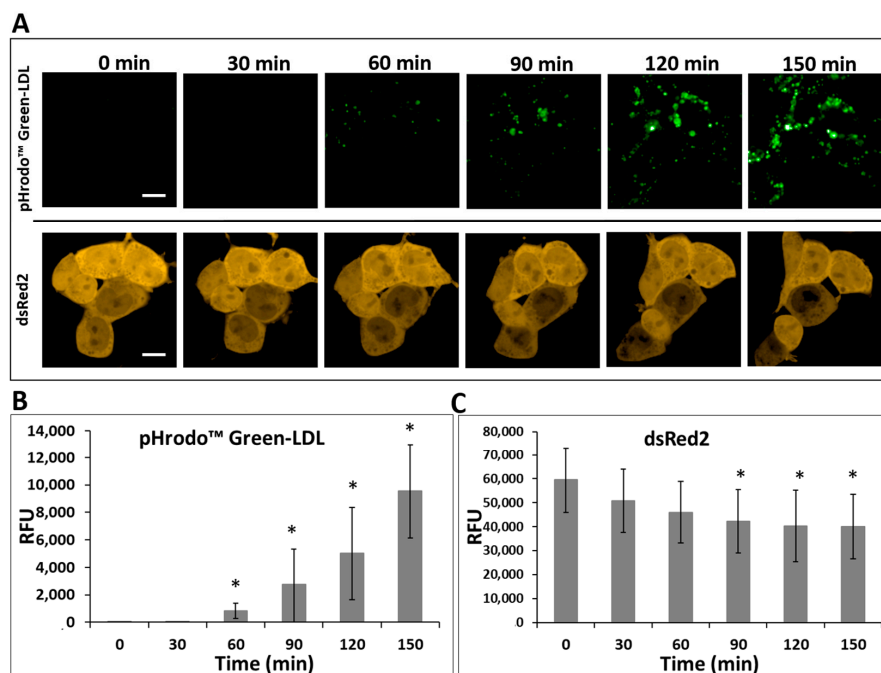 A
0 min 30 min 60 min 90 min 120 min 150 min
pHrodo™ Green-LDL
dsRed2
B
pHrodo™ Green-LDL
14,000
12,000
10,000
8,000
6,000
4,000
2,000
0
RFU
* * * *
0 30 60 90 120 150
Time (min)
C
dsRed2
80,000
70,000
60,000
50,000
40,000
30,000
20,000
10,000
0
RFU
* * *
0 30 60 90 120 150
Time (min)